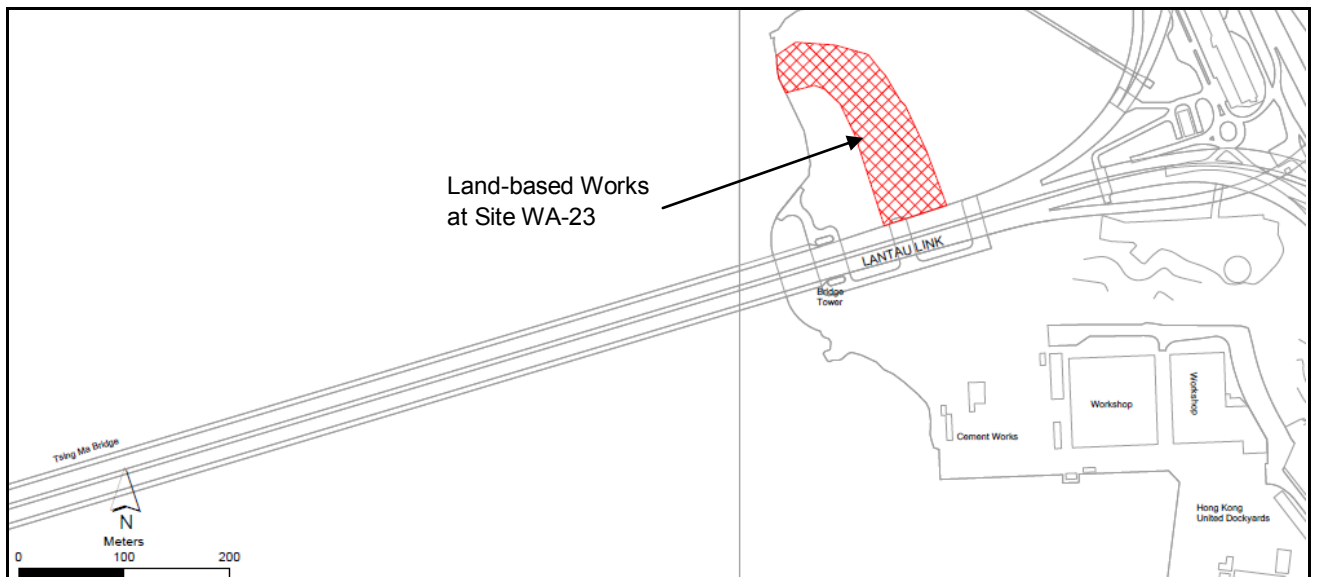 Land-based Works
at Site WA-23
LANTAU LINK
Bridge
Tower
Workshop
Workshop
Cement Works
Tsing Ma Bridge
N
Meters
0 100 200
Hong Kong
United Dockyards